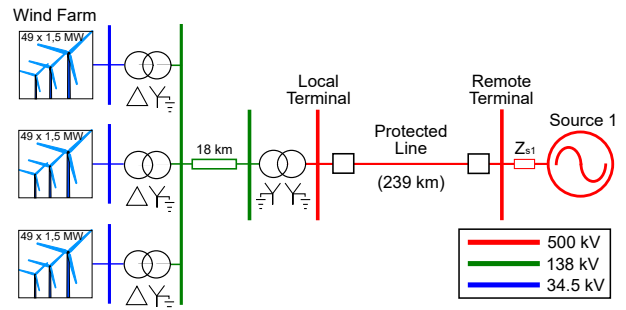 Wind Farm
49 x 1,5 MW
49 x 1,5 MW
49 x 1,5 MW
18 km
Local
Terminal
Protected
Line
(239 km)
Remote
Terminal
Source 1
Zs1
500 kV
138 kV
34.5 kV